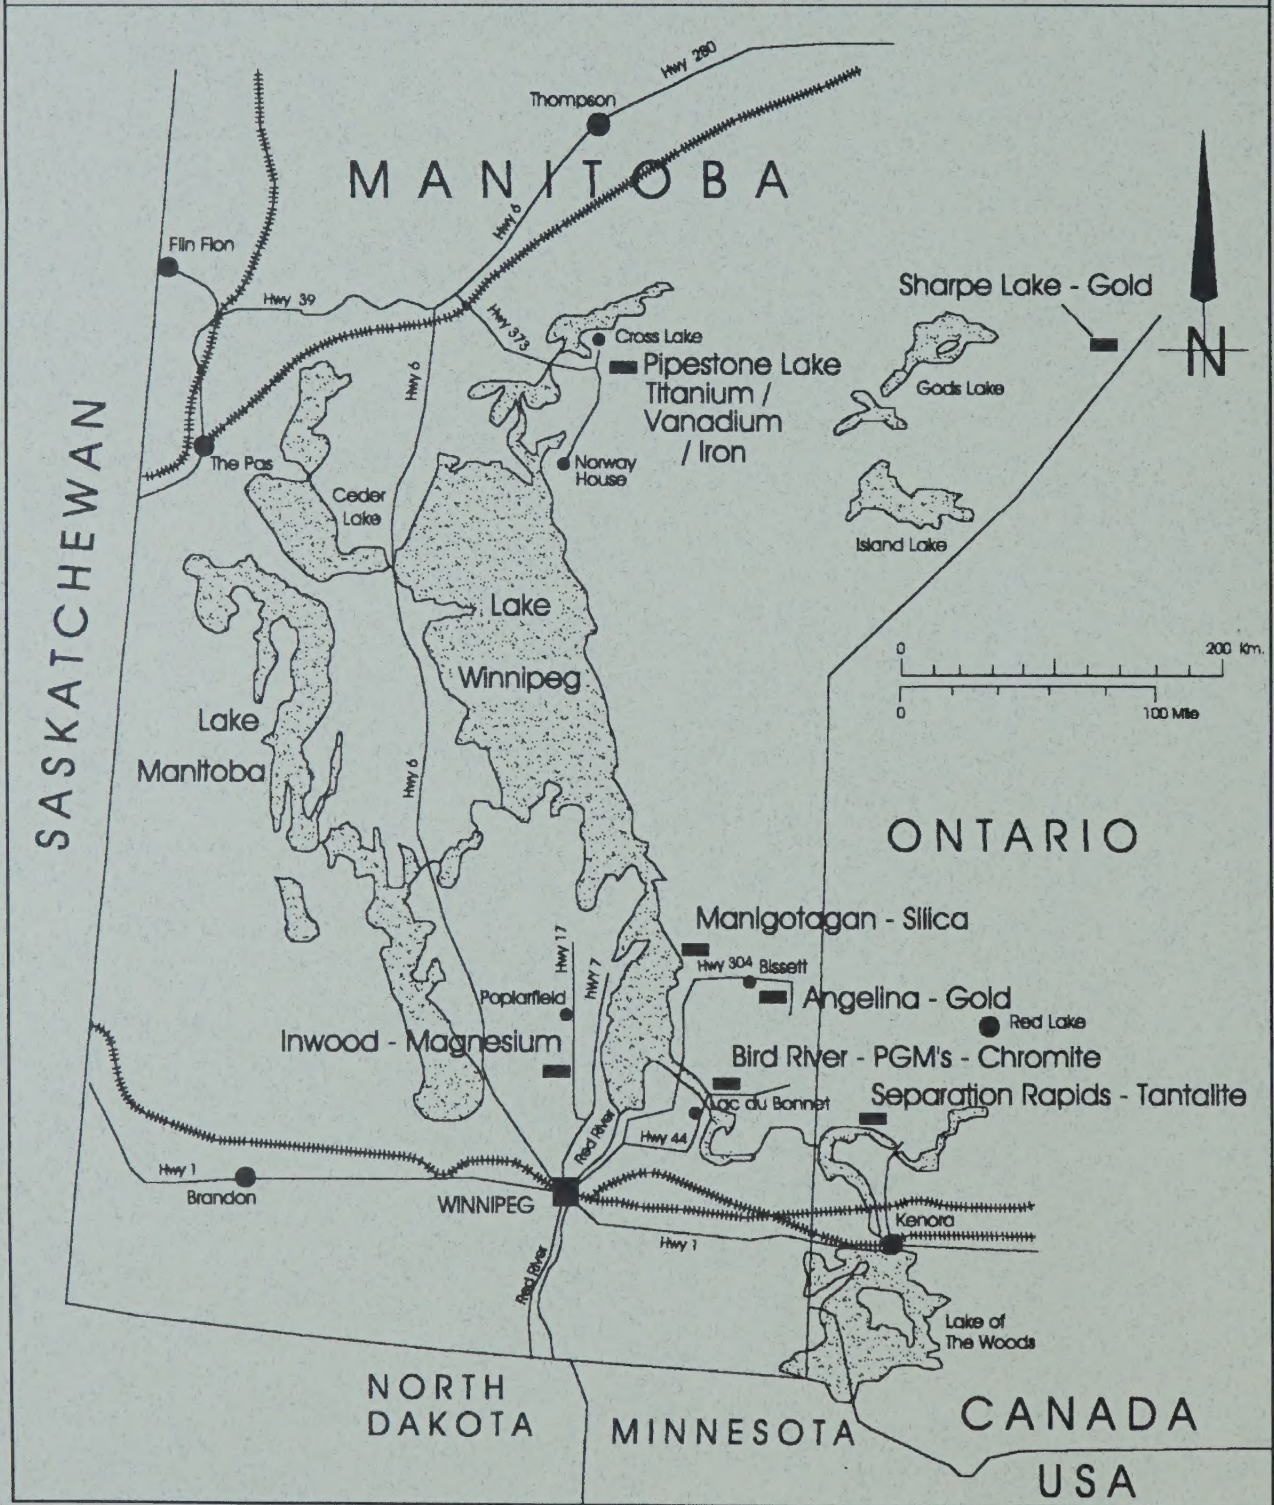 Hwy 280
Thompson
MANITOBA
Hwy 6
Flin Flon
Hwy 39
Sharpe Lake - Gold
N
Hwy 373
Cross Lake
Pipestone Lake
Titanium /
Vanadium
/ Iron
Gods Lake
Hwy 6
The Pas
Norway
House
Ceder
Lake
Island Lake
SASKATCHEWAN
Lake
Winnipeg
0 200 Km.
0 100 Mile
Lake
Manitoba
Hwy 6
ONTARIO
Manigotagan - Silica
Hwy 17
Hwy 7
Hwy 304
Bissett
Angelina - Gold
Poplarfield
Red Lake
Inwood - Magnesium
Bird River - PGM's - Chromite
Separation Rapids - Tantalite
Lac du Bonnet
Red River
Hwy 44
Hwy 1
Brandon
WINNIPEG
Kenora
Hwy 1
Red River
Lake of
The Woods
NORTH
DAKOTA
MINNESOTA
CANADA
USA